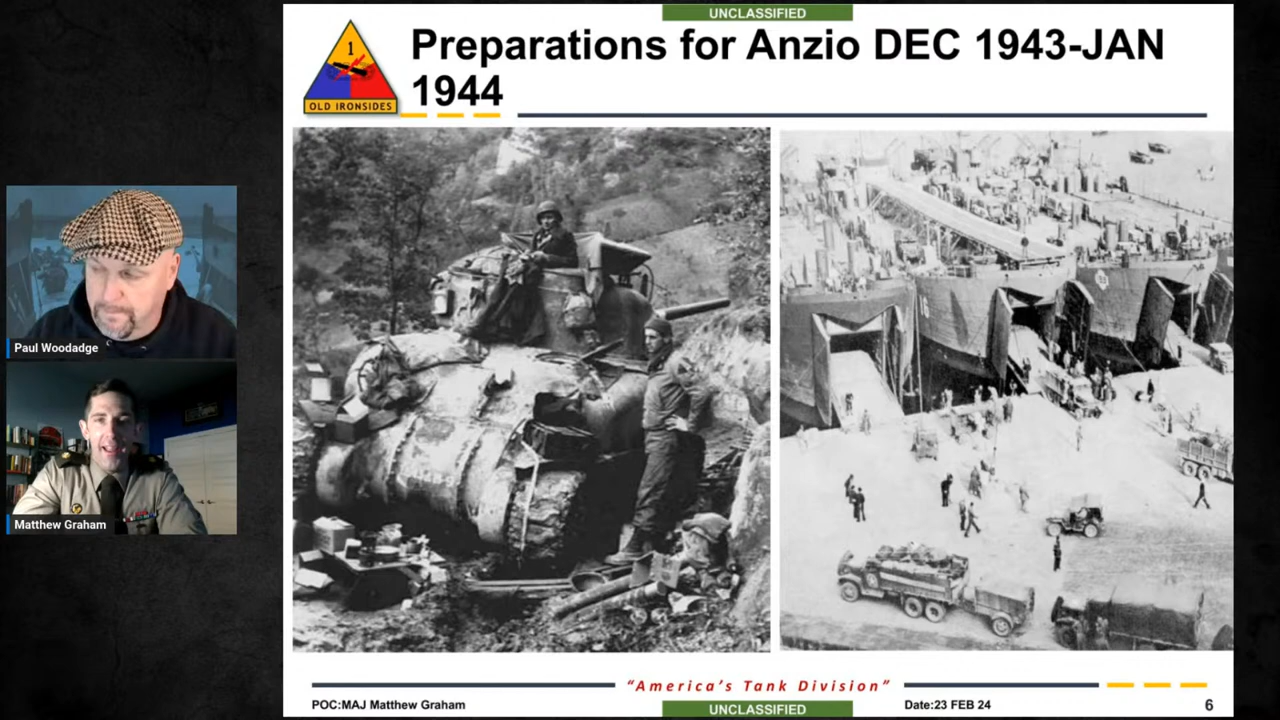 UNCLASSIFIED
1
OLD IRONSIDES
Preparations for Anzio DEC 1943-JAN
1944
Paul Woodadge
Matthew Graham
16
"America's Tank Division"
POC:MAJ Matthew Graham
UNCLASSIFIED
Date:23 FEB 24
6